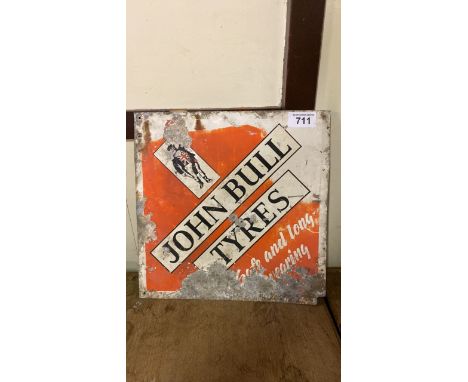 711
JOHN BULL
TYRES
Safe and long
wearing